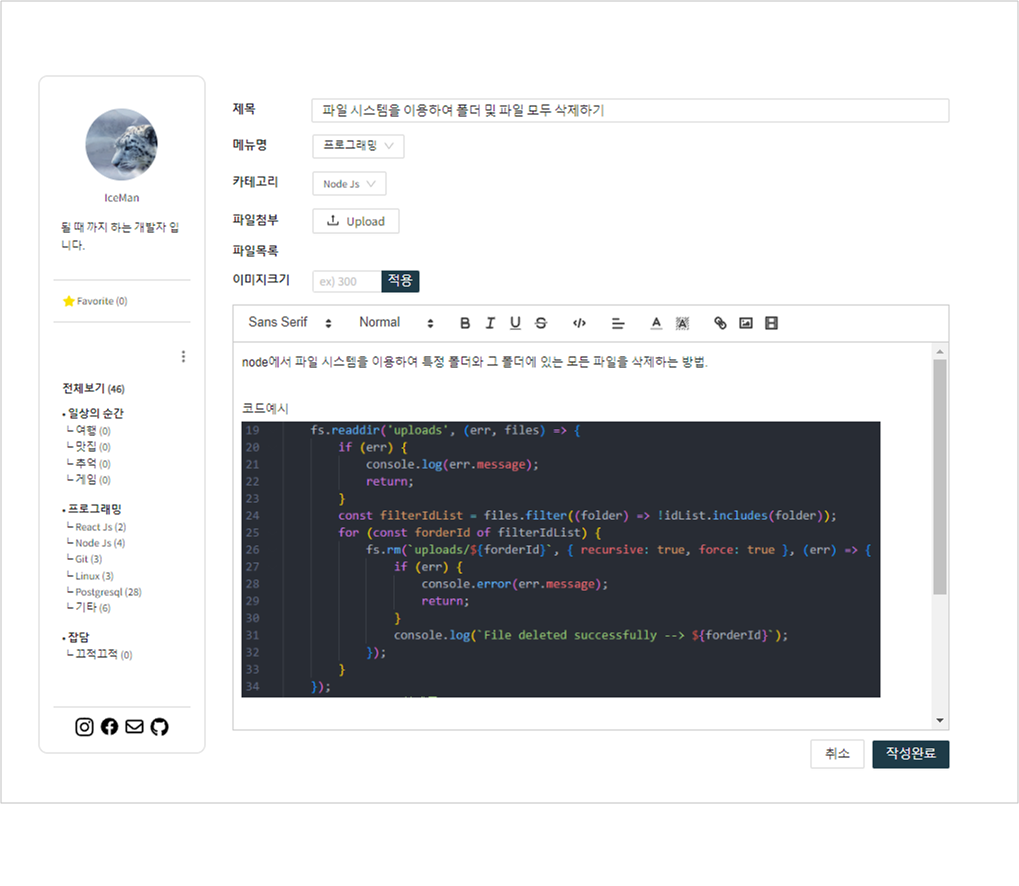 IceMan
될 때 까지 하는 개발자 입
니다.
Favorite (0)
전체보기 (46)
• 일상의 순간
┗ 여행 (0)
┗ 맛집 (0)
┗ 추억 (0)
┗ 게임 (0)
• 프로그래밍
┗ React Js (2)
┗ Node Js (4)
┗ Git (3)
┗ Linux (3)
┗ Postgresql (28)
┗ 기타 (6)
• 잡담
┗ 끄적끄적 (0)
제목 파일 시스템을 이용하여 폴더 및 파일 모두 삭제하기
메뉴명 프로그래밍
카테고리 Node Js
파일첨부 Upload
파일목록
이미지크기 ex) 300 적용
Sans Serif Normal B I U S </> A A
node에서 파일 시스템을 이용하여 특정 폴더와 그 폴더에 있는 모든 파일을 삭제하는 방법.
코드예시
19 fs.readdir('uploads', (err, files) => {
20 if (err) {
21 console.log(err.message);
22 return;
23 }
24 const filterIdList = files.filter((folder) => !idList.includes(folder));
25 for (const forderId of filterIdList) {
26 fs.rm(`uploads/${forderId}`, { recursive: true, force: true }, (err) => {
27 if (err) {
28 console.error(err.message);
29 return;
30 }
31 console.log(`File deleted successfully --> ${forderId}`);
32 });
33 }
34 });
취소 작성완료